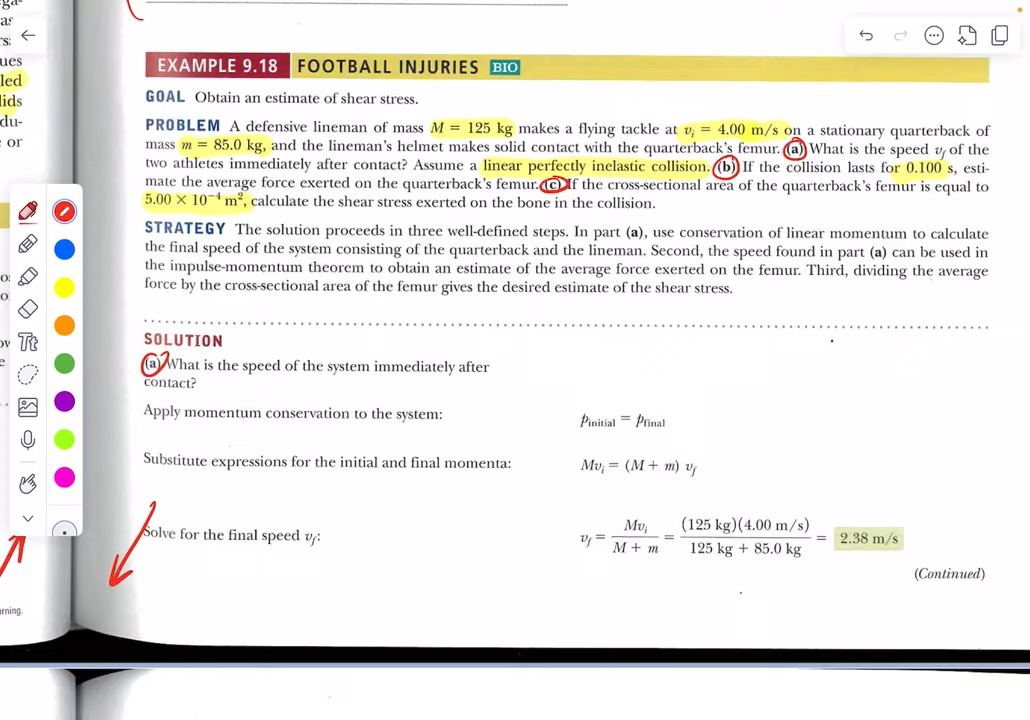 EXAMPLE 9.18 FOOTBALL INJURIES BIO
GOAL Obtain an estimate of shear stress.
PROBLEM A defensive lineman of mass M = 125 kg makes a flying tackle at vi = 4.00 m/s on a stationary quarterback of
mass m = 85.0 kg, and the lineman's helmet makes solid contact with the quarterback's femur. (a) What is the speed vf of the
two athletes immediately after contact? Assume a linear perfectly inelastic collision. (b) If the collision lasts for 0.100 s, esti-
mate the average force exerted on the quarterback's femur. (c) If the cross-sectional area of the quarterback's femur is equal to
5.00 × 10⁻⁴ m², calculate the shear stress exerted on the bone in the collision.
STRATEGY The solution proceeds in three well-defined steps. In part (a), use conservation of linear momentum to calculate
the final speed of the system consisting of the quarterback and the lineman. Second, the speed found in part (a) can be used in
the impulse-momentum theorem to obtain an estimate of the average force exerted on the femur. Third, dividing the average
force by the cross-sectional area of the femur gives the desired estimate of the shear stress.
SOLUTION
(a) What is the speed of the system immediately after
contact?
Apply momentum conservation to the system: pinitial = pfinal
Substitute expressions for the initial and final momenta: Mvi = (M + m) vf
Solve for the final speed vf: vf = Mvi / M + m = (125 kg)(4.00 m/s) / 125 kg + 85.0 kg = 2.38 m/s
(Continued)
ues
led
lids
du-
or
Tt
arning.